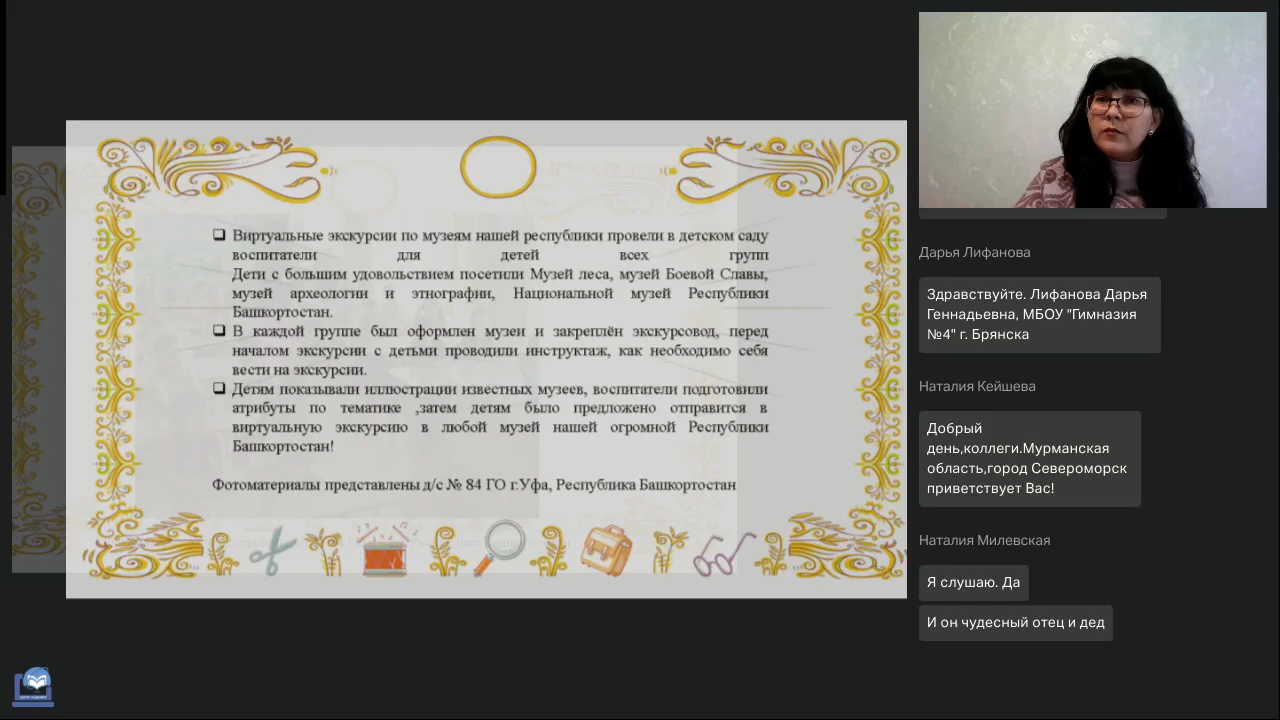 Виртуальные экскурсии по музеям нашей республики провели в детском саду
воспитатели для детей всех групп
Дети с большим удовольствием посетили Музей леса, музей Боевой Славы,
музей археологии и этнографии, Национальной музей Республики
Башкортостан.
В каждой группе был оформлен музеи и закреплён экскурсовод, перед
началом экскурсии с детьми проводили инструктаж, как необходимо себя
вести на экскурсии.
Детям показывали иллюстрации известных музеев, воспитатели подготовили
атрибуты по тематике ,затем детям было предложено отправится в
виртуальную экскурсию в любой музей нашей огромной Республики
Башкортостан!
Фотоматериалы представлены д/с № 84 ГО г.Уфа, Республика Башкортостан
Дарья Лифанова
Здравствуйте. Лифанова Дарья
Геннадьевна, МБОУ "Гимназия
№4" г. Брянска
Наталия Кейшева
Добрый
день,коллеги.Мурманская
область,город Североморск
приветствует Вас!
Наталия Милевская
Я слушаю. Да
И он чудесный отец и дед